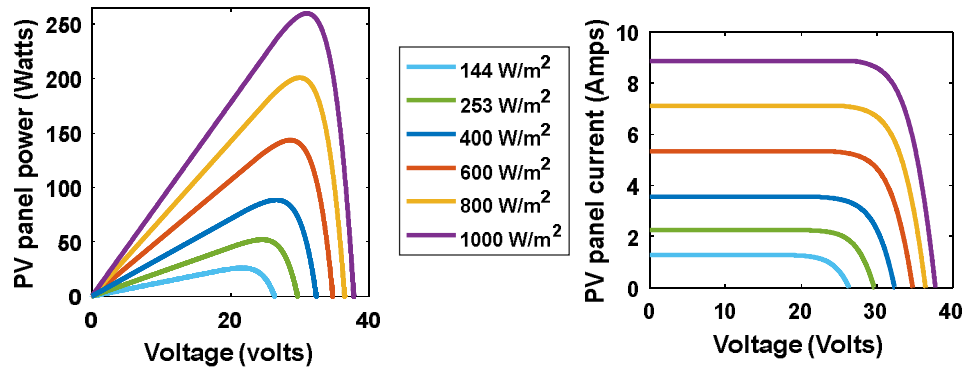 PV panel power (Watts)
250
200
150
100
50
0
0
20
40
Voltage (volts)
144 W/m²
253 W/m²
400 W/m²
600 W/m²
800 W/m²
1000 W/m²
PV panel current (Amps)
10
8
6
4
2
0
0
10
20
30
40
Voltage (Volts)